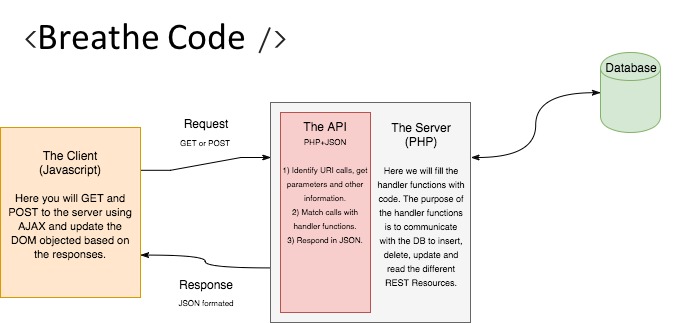 <Breathe Code />
Database
Request
GET or POST
The Client
(Javascript)
Here you will GET and
POST to the server using
AJAX and update the
DOM objected based on
the responses.
The API
PHP+JSON
1) Identify URI calls, get
parameters and other
information.
2) Match calls with
handler functions.
3) Respond in JSON.
The Server
(PHP)
Here we will fill the
handler functions with
code. The purpose of
the handler functions
is to communicate
with the DB to insert,
delete, update and
read the different
REST Resources.
Response
JSON formated